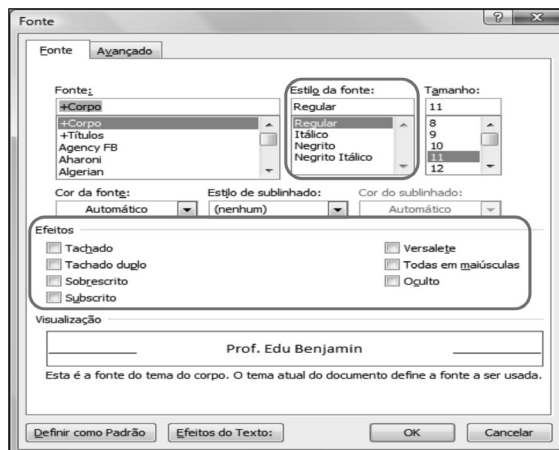 Fonte
Fonte Avançado
Fonte: Estilo da fonte: Tamanho:
+Corpo Regular 11
+Corpo Regular 8
+Títulos Itálico 9
Agency FB Negrito 10
Aharoni Negrito Itálico 11
Algerian 12
Cor da fonte: Estilo de sublinhado: Cor do sublinhado:
Automático (nenhum) Automático
Efeitos
Tachado Versalete
Tachado duplo Todas em maiúsculas
Sobrescrito Oculto
Subscrito
Visualização
Prof. Edu Benjamin
Esta é a fonte do tema do corpo. O tema atual do documento define a fonte a ser usada.
Definir como Padrão Efeitos do Texto: OK Cancelar